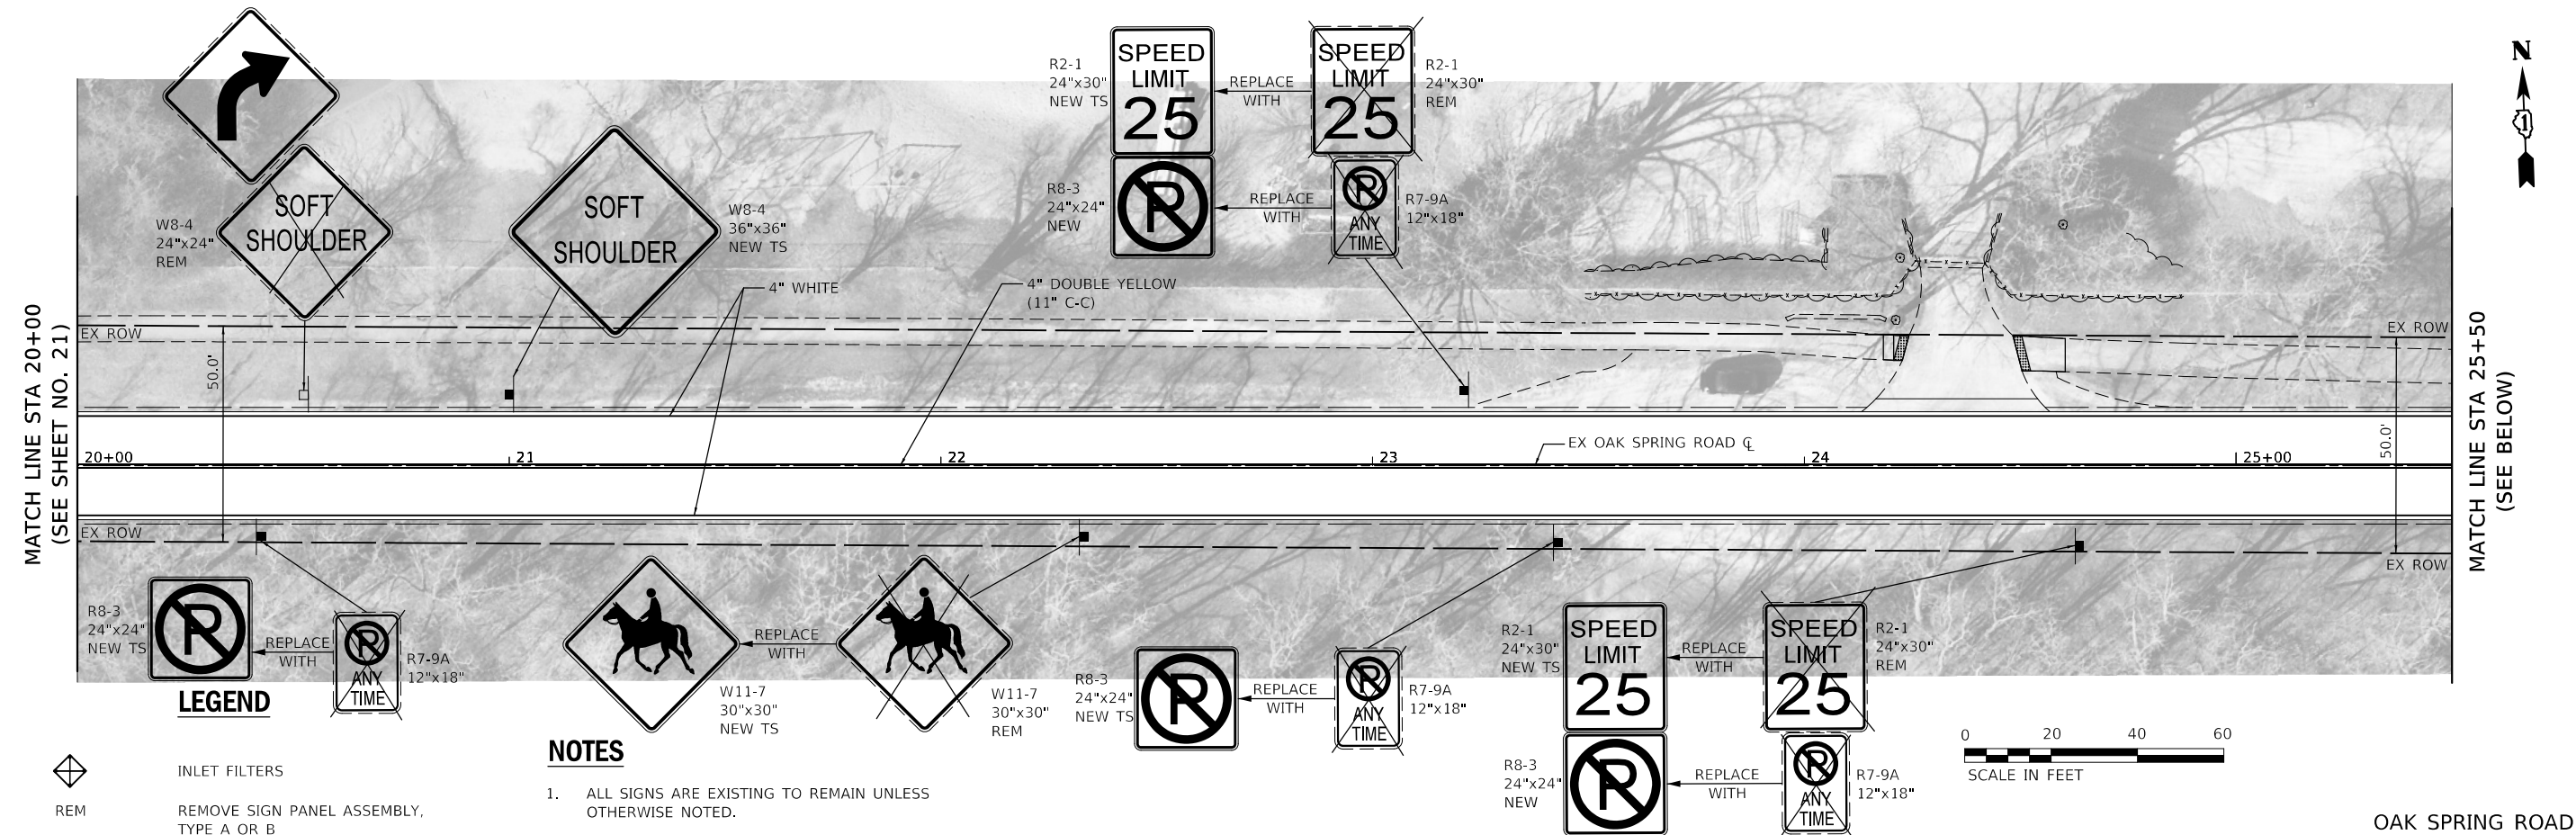 N
1
SPEED
LIMIT
25
R2-1
24"x30"
NEW TS
REPLACE
WITH
SPEED
LIMIT
25
R2-1
24"x30"
REM
R8-3
24"x24"
NEW
P
REPLACE
WITH
P
ANY
TIME
R7-9A
12"x18"
SOFT
SHOULDER
W8-4
24"x24"
REM
SOFT
SHOULDER
W8-4
36"x36"
NEW TS
4" WHITE
4" DOUBLE YELLOW
(11" C-C)
MATCH LINE STA 20+00
(SEE SHEET NO. 21)
EX ROW
50.0'
EX ROW
50.0'
MATCH LINE STA 25+50
(SEE BELOW)
EX OAK SPRING ROAD ℄
20+00
21
22
23
24
25+00
EX ROW
EX ROW
R8-3
24"x24"
NEW TS
P
REPLACE
WITH
P
ANY
TIME
R7-9A
12"x18"
REPLACE
WITH
W11-7
30"x30"
NEW TS
W11-7
30"x30"
REM
R8-3
24"x24"
NEW TS
P
REPLACE
WITH
P
ANY
TIME
R7-9A
12"x18"
R2-1
24"x30"
NEW TS
SPEED
LIMIT
25
REPLACE
WITH
SPEED
LIMIT
25
R2-1
24"x30"
REM
R8-3
24"x24"
NEW
P
REPLACE
WITH
P
ANY
TIME
R7-9A
12"x18"
0 20 40 60
SCALE IN FEET
LEGEND
INLET FILTERS
REM REMOVE SIGN PANEL ASSEMBLY,
TYPE A OR B
NOTES
1. ALL SIGNS ARE EXISTING TO REMAIN UNLESS
OTHERWISE NOTED.
OAK SPRING ROAD